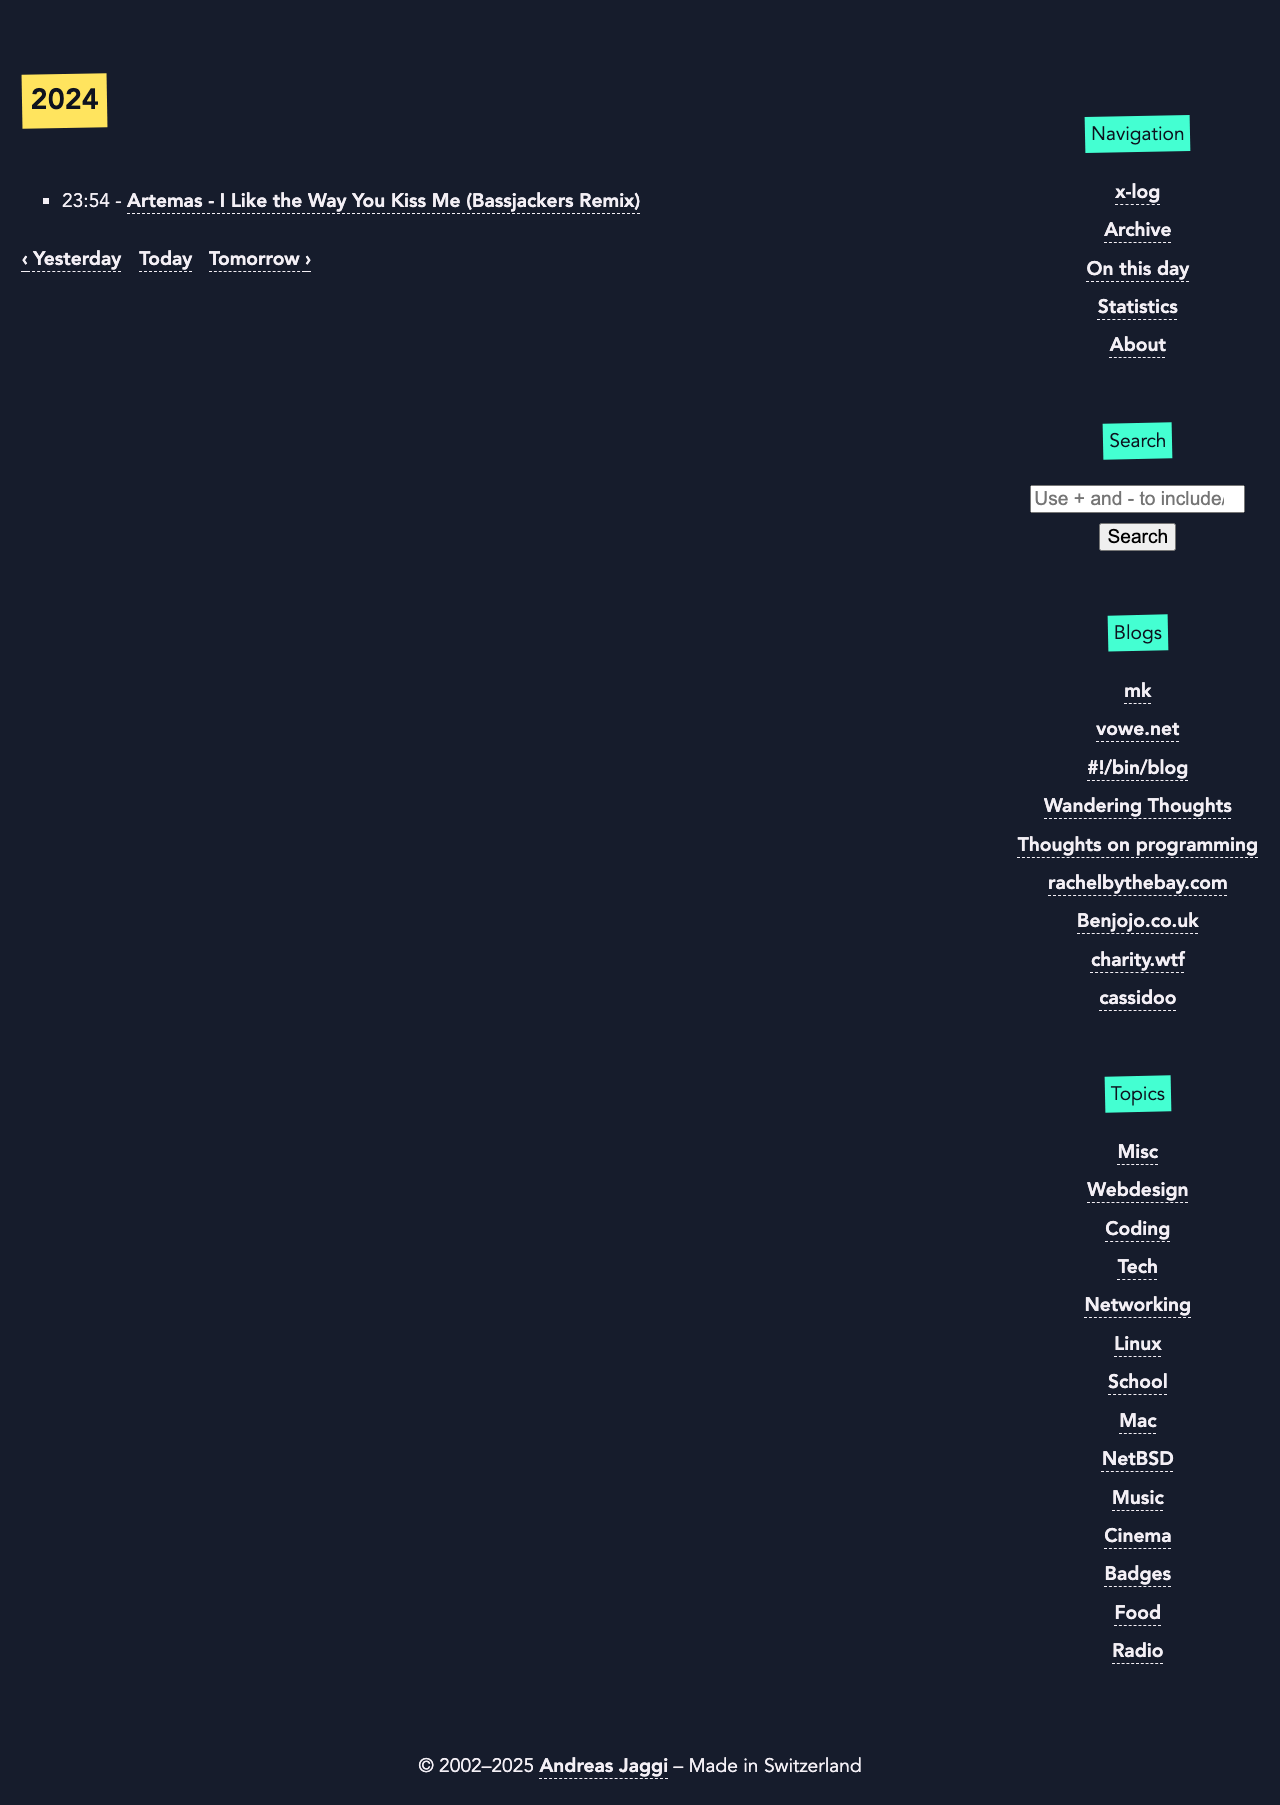 2024
23:54 - Artemas - I Like the Way You Kiss Me (Bassjackers Remix)
‹ Yesterday Today Tomorrow ›
Navigation
x-log
Archive
On this day
Statistics
About
Search
Use + and - to include/
Search
Blogs
mk
vowe.net
#!/bin/blog
Wandering Thoughts
Thoughts on programming
rachelbythebay.com
Benjojo.co.uk
charity.wtf
cassidoo
Topics
Misc
Webdesign
Coding
Tech
Networking
Linux
School
Mac
NetBSD
Music
Cinema
Badges
Food
Radio
© 2002–2025 Andreas Jaggi – Made in Switzerland